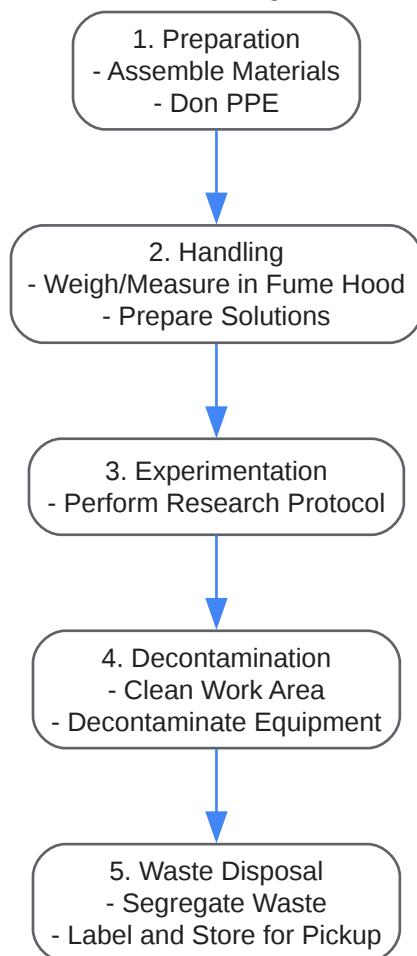 1. Preparation
- Assemble Materials
- Don PPE
2. Handling
- Weigh/Measure in Fume Hood
- Prepare Solutions
3. Experimentation
- Perform Research Protocol
4. Decontamination
- Clean Work Area
- Decontaminate Equipment
5. Waste Disposal
- Segregate Waste
- Label and Store for Pickup